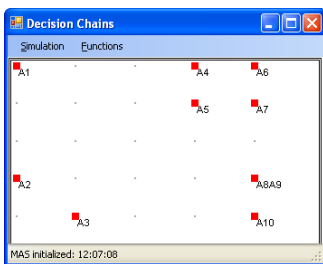 Decision Chains
Simulation Functions
A1 A4 A6
A5 A7
A2 A8A9
A3 A10
MAS initialized: 12:07:08